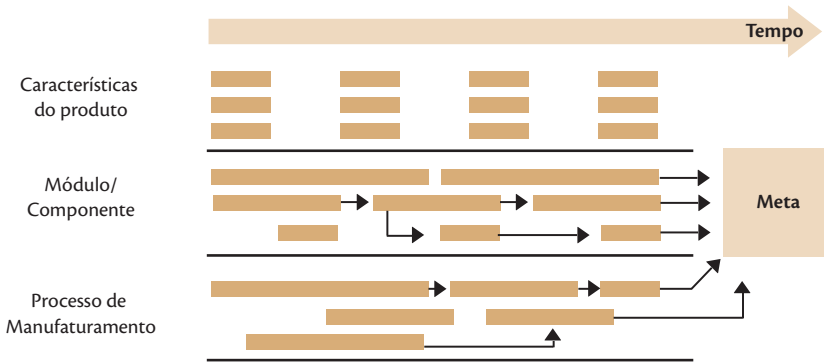 Tempo
Características
do produto
Módulo/
Componente
Meta
Processo de
Manufaturamento